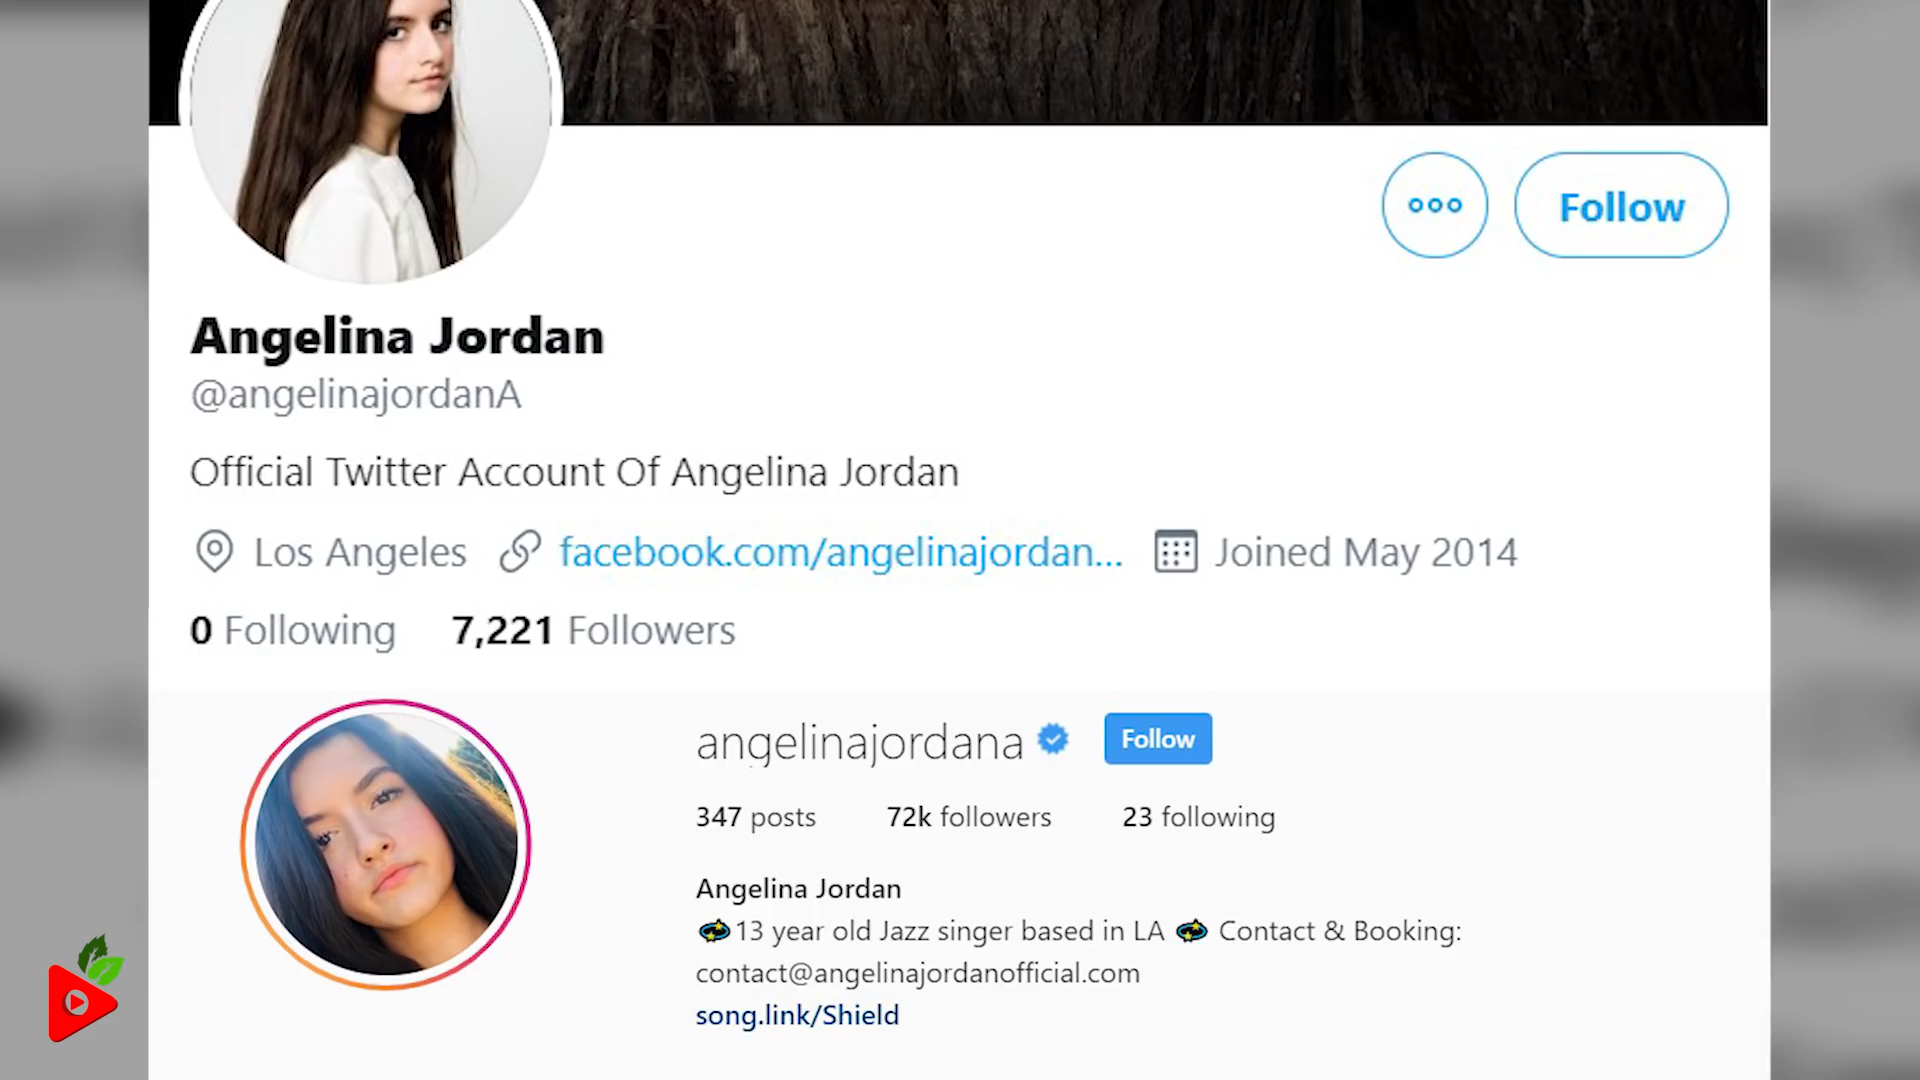 Follow
Angelina Jordan
@angelinajordanA
Official Twitter Account Of Angelina Jordan
Los Angeles facebook.com/angelinajordan... Joined May 2014
0 Following 7,221 Followers
angelinajordana Follow
347 posts 72k followers 23 following
Angelina Jordan
💫13 year old Jazz singer based in LA 💫 Contact & Booking:
contact@angelinajordanofficial.com
song.link/Shield